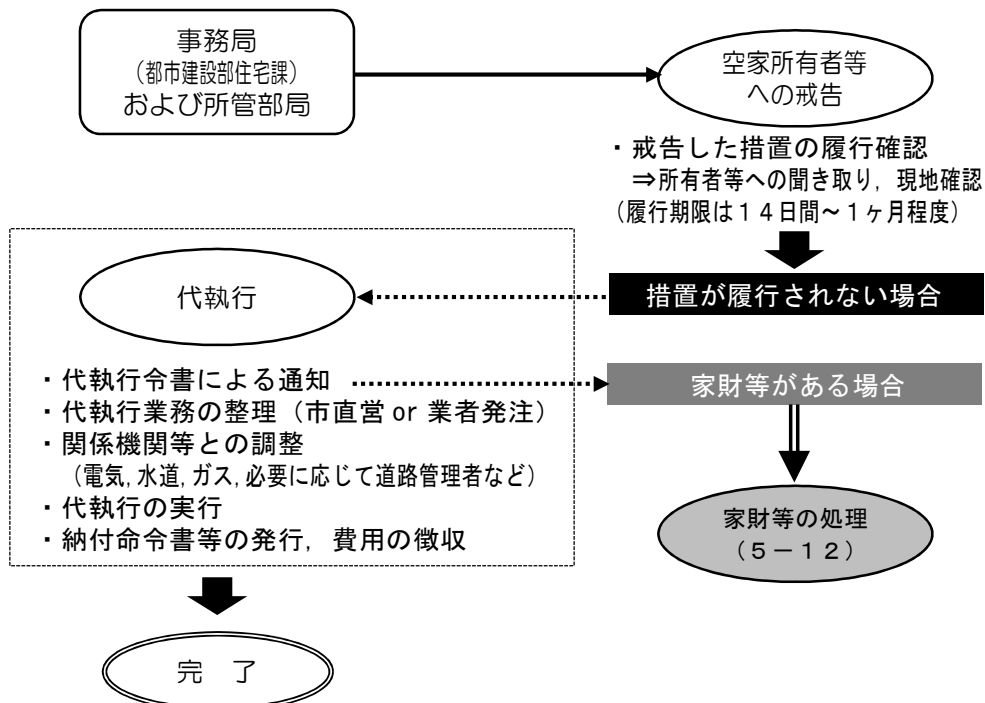 事務局
（都市建設部住宅課）
および所管部局
空家所有者等
への戒告
・戒告した措置の履行確認
⇒所有者等への聞き取り，現地確認
（履行期限は１４日間～１ヶ月程度）
措置が履行されない場合
代執行
・代執行令書による通知
・代執行業務の整理（市直営 or 業者発注）
・関係機関等との調整
（電気，水道，ガス，必要に応じて道路管理者など）
・代執行の実行
・納付命令書等の発行，費用の徴収
家財等がある場合
家財等の処理
（５－１２）
完　了